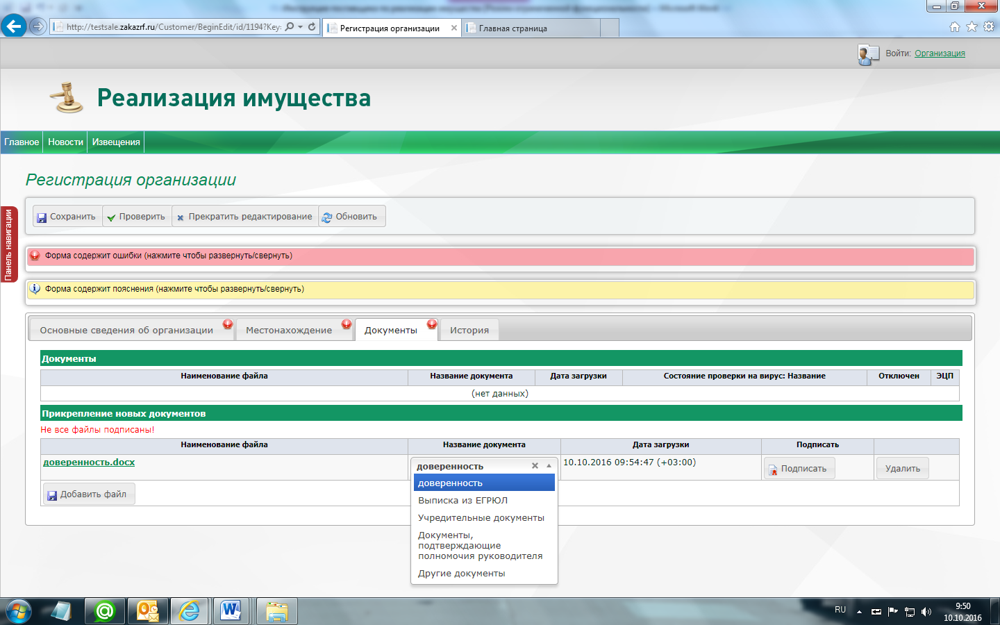 http://testsale.zakazrf.ru/Customer/BeginEdit/id/1194?Key:
Регистрация организации
Главная страница
Войти: Организация
Реализация имущества
Главное Новости Извещения
Регистрация организации
Панель навигации
Сохранить Проверить Прекратить редактирование Обновить
Форма содержит ошибки (нажмите чтобы развернуть/свернуть)
Форма содержит пояснения (нажмите чтобы развернуть/свернуть)
Основные сведения об организации Местонахождение Документы История
Документы
Наименование файла Название документа Дата загрузки Состояние проверки на вирус: Название Отключен ЭЦП
(нет данных)
Прикрепление новых документов
Не все файлы подписаны!
Наименование файла Название документа Дата загрузки Подписать
доверенность.docx доверенность 10.10.2016 09:54:47 (+03:00) Подписать Удалить
доверенность
Добавить файл
Выписка из ЕГРЮЛ
Учредительные документы
Документы,
подтверждающие
полномочия руководителя
Другие документы
RU
9:50
10.10.2016